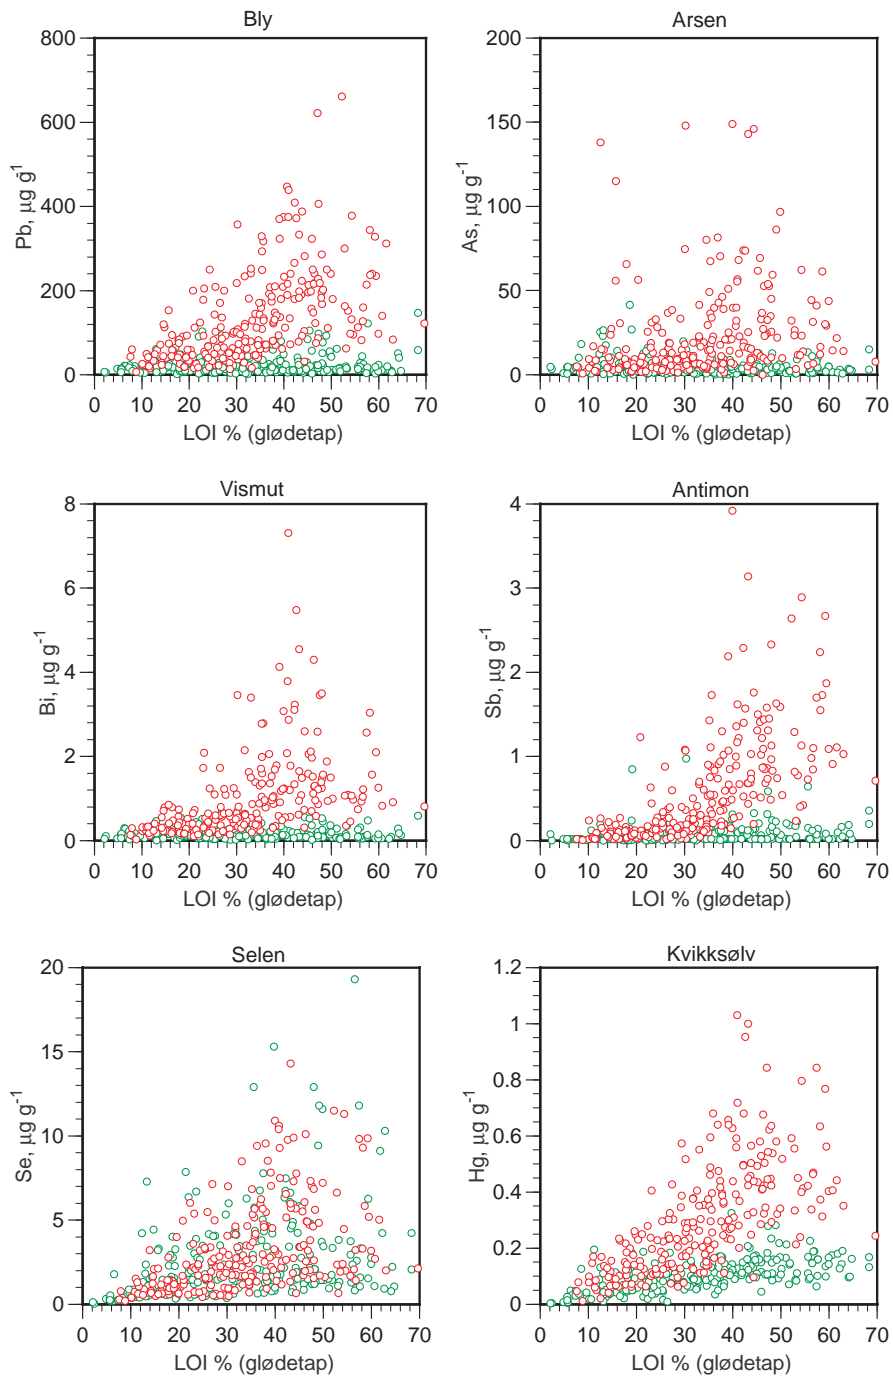 Bly
800
600
400
200
0
Pb, µg g-1
0 10 20 30 40 50 60 70
LOI % (glødetap)
Arsen
200
150
100
50
0
As, µg g-1
0 10 20 30 40 50 60 70
LOI % (glødetap)
Vismut
8
6
4
2
0
Bi, µg g-1
0 10 20 30 40 50 60 70
LOI % (glødetap)
Antimon
4
3
2
1
0
Sb, µg g-1
0 10 20 30 40 50 60 70
LOI % (glødetap)
Selen
20
15
10
5
0
Se, µg g-1
0 10 20 30 40 50 60 70
LOI % (glødetap)
Kvikksølv
1.2
1
0.8
0.6
0.4
0.2
0
Hg, µg g-1
0 10 20 30 40 50 60 70
LOI % (glødetap)